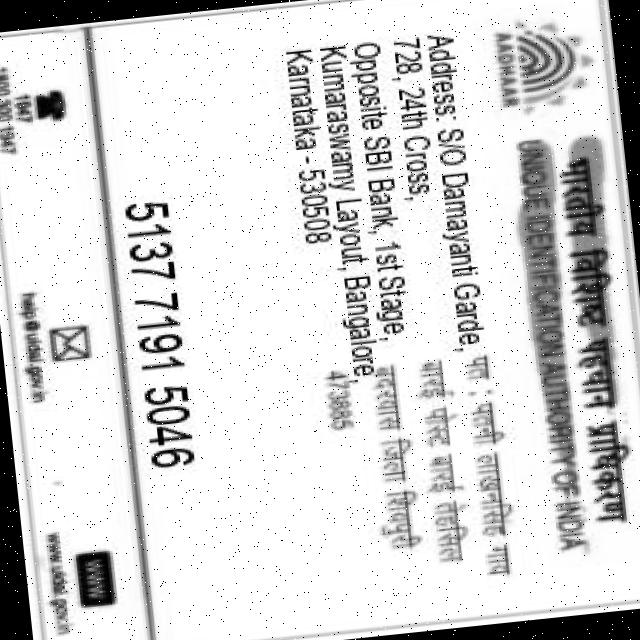 भारतीय विशिष्ट पहचान प्राधिकरण
UNIQUE IDENTIFICATION AUTHORITY OF INDIA
AADHAAR
Address: S/O Damayanti Garde,
728, 24th Cross,
Opposite SBI Bank, 1st Stage,
Kumaraswamy Layout, Bangalore,
Karnataka - 530508
5137 7191 5046
1947
help@uidai.gov.in
www
www.uidai.gov.in